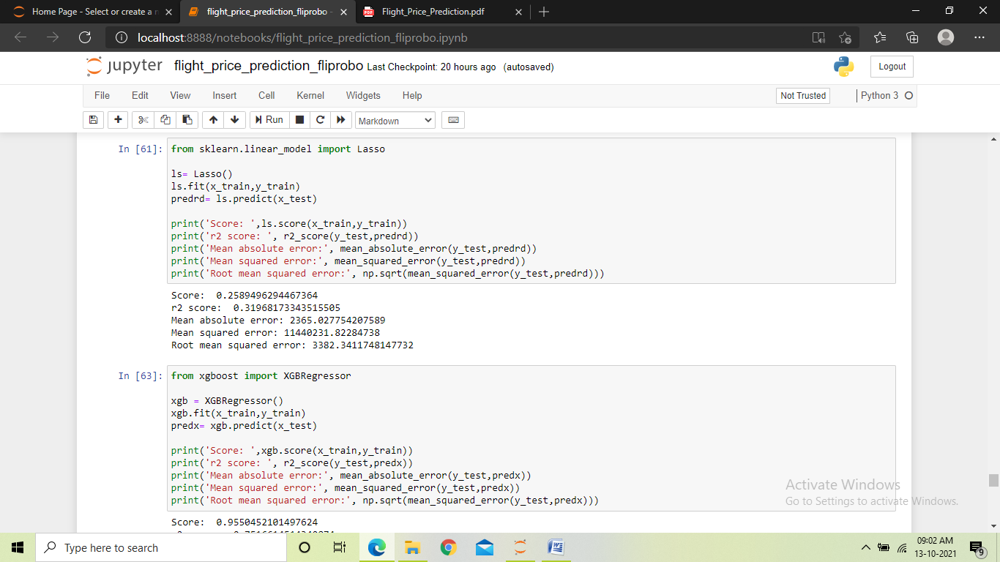 Home Page - Select or create a n
flight_price_prediction_fliprobo -
Flight_Price_Prediction.pdf
localhost:8888/notebooks/flight_price_prediction_fliprobo.ipynb
jupyter flight_price_prediction_fliprobo Last Checkpoint: 20 hours ago (autosaved)
Logout
File Edit View Insert Cell Kernel Widgets Help
Not Trusted
Python 3
Run
Markdown
In [61]: from sklearn.linear_model import Lasso
ls= Lasso()
ls.fit(x_train,y_train)
predrd= ls.predict(x_test)
print('Score: ',ls.score(x_train,y_train))
print('r2 score: ', r2_score(y_test,predrd))
print('Mean absolute error:', mean_absolute_error(y_test,predrd))
print('Mean squared error:', mean_squared_error(y_test,predrd))
print('Root mean squared error:', np.sqrt(mean_squared_error(y_test,predrd)))
Score:  0.2589496294467364
r2 score:  0.31968173343515505
Mean absolute error: 2365.027754207589
Mean squared error: 11440231.82284738
Root mean squared error: 3382.3411748147732
In [63]: from xgboost import XGBRegressor
xgb = XGBRegressor()
xgb.fit(x_train,y_train)
predx= xgb.predict(x_test)
print('Score: ',xgb.score(x_train,y_train))
print('r2 score: ', r2_score(y_test,predx))
print('Mean absolute error:', mean_absolute_error(y_test,predx))
print('Mean squared error:', mean_squared_error(y_test,predx))
print('Root mean squared error:', np.sqrt(mean_squared_error(y_test,predx)))
Score:  0.9550452101497624
Activate Windows
Go to Settings to activate Windows.
Type here to search
09:02 AM
13-10-2021
9